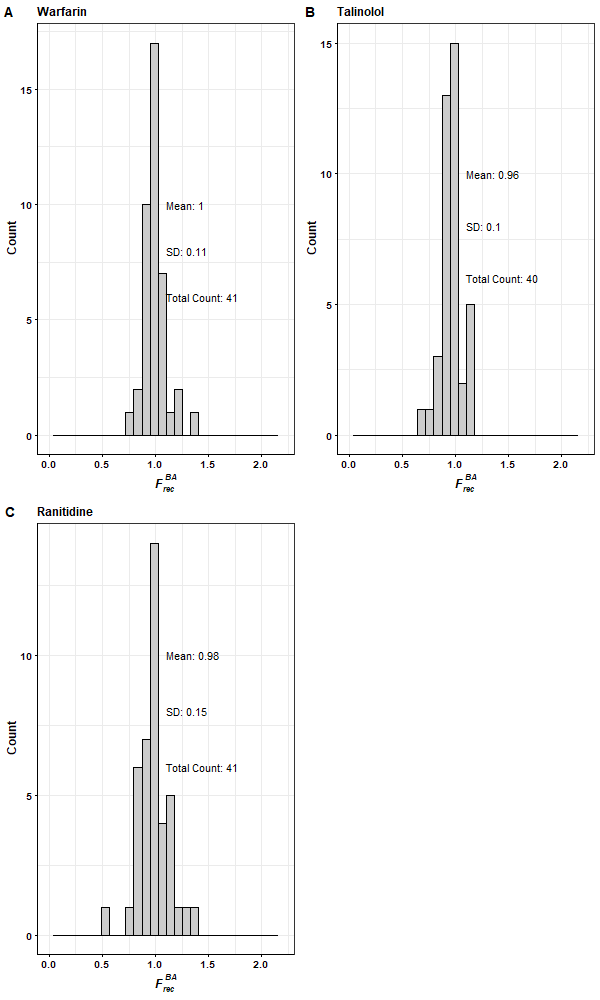 A Warfarin
Count
15
10
5
0
Mean: 1
SD: 0.11
Total Count: 41
0.0 0.5 1.0 1.5 2.0
F rec BA
B Talinolol
Count
15
10
5
0
Mean: 0.96
SD: 0.1
Total Count: 40
0.0 0.5 1.0 1.5 2.0
F rec BA
C Ranitidine
Count
10
5
0
Mean: 0.98
SD: 0.15
Total Count: 41
0.0 0.5 1.0 1.5 2.0
F rec BA